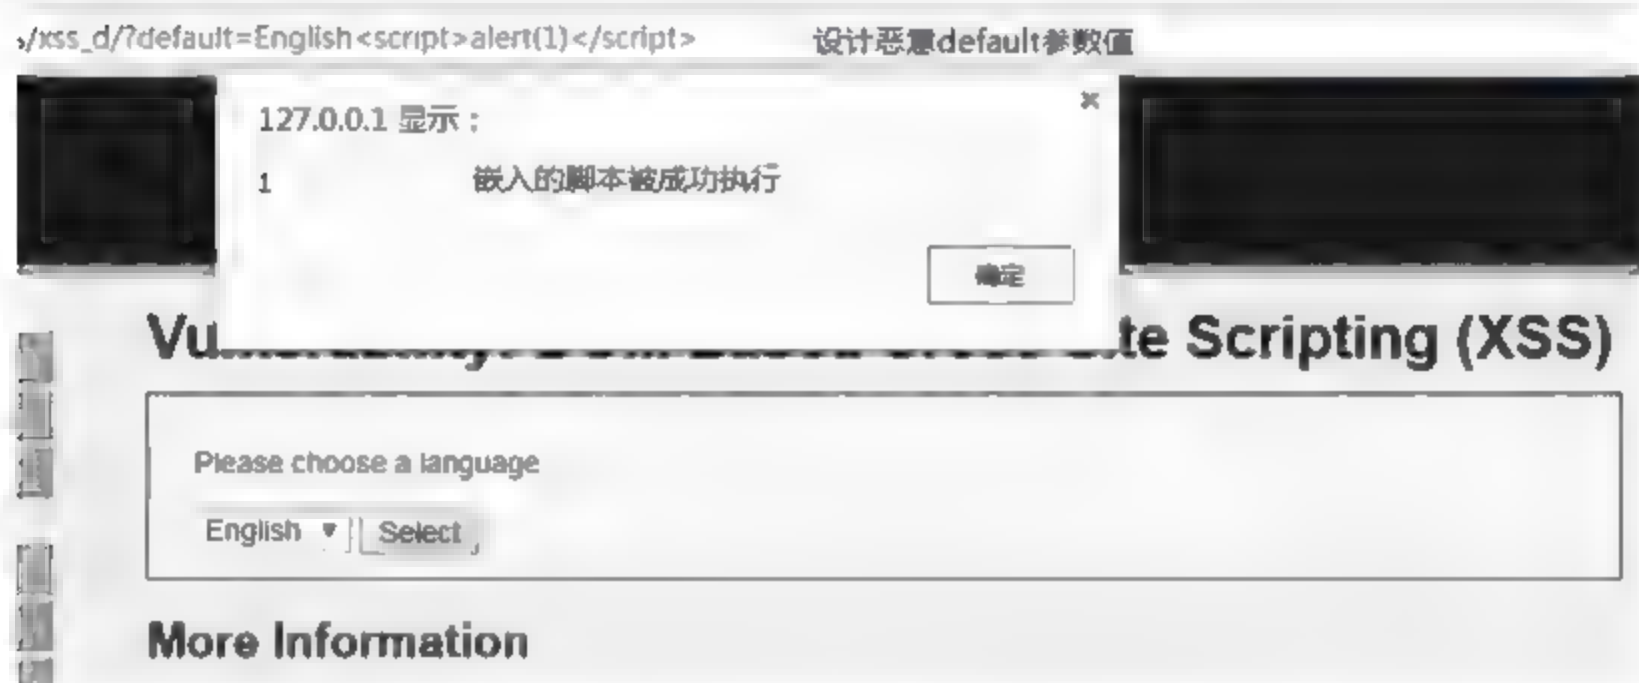 /xss_d/?default=English<script>alert(1)</script> 设计恶意default参数值
127.0.0.1 显示：
1 嵌入的脚本被成功执行
确定
te Scripting (XSS)
Please choose a language
English Select
More Information